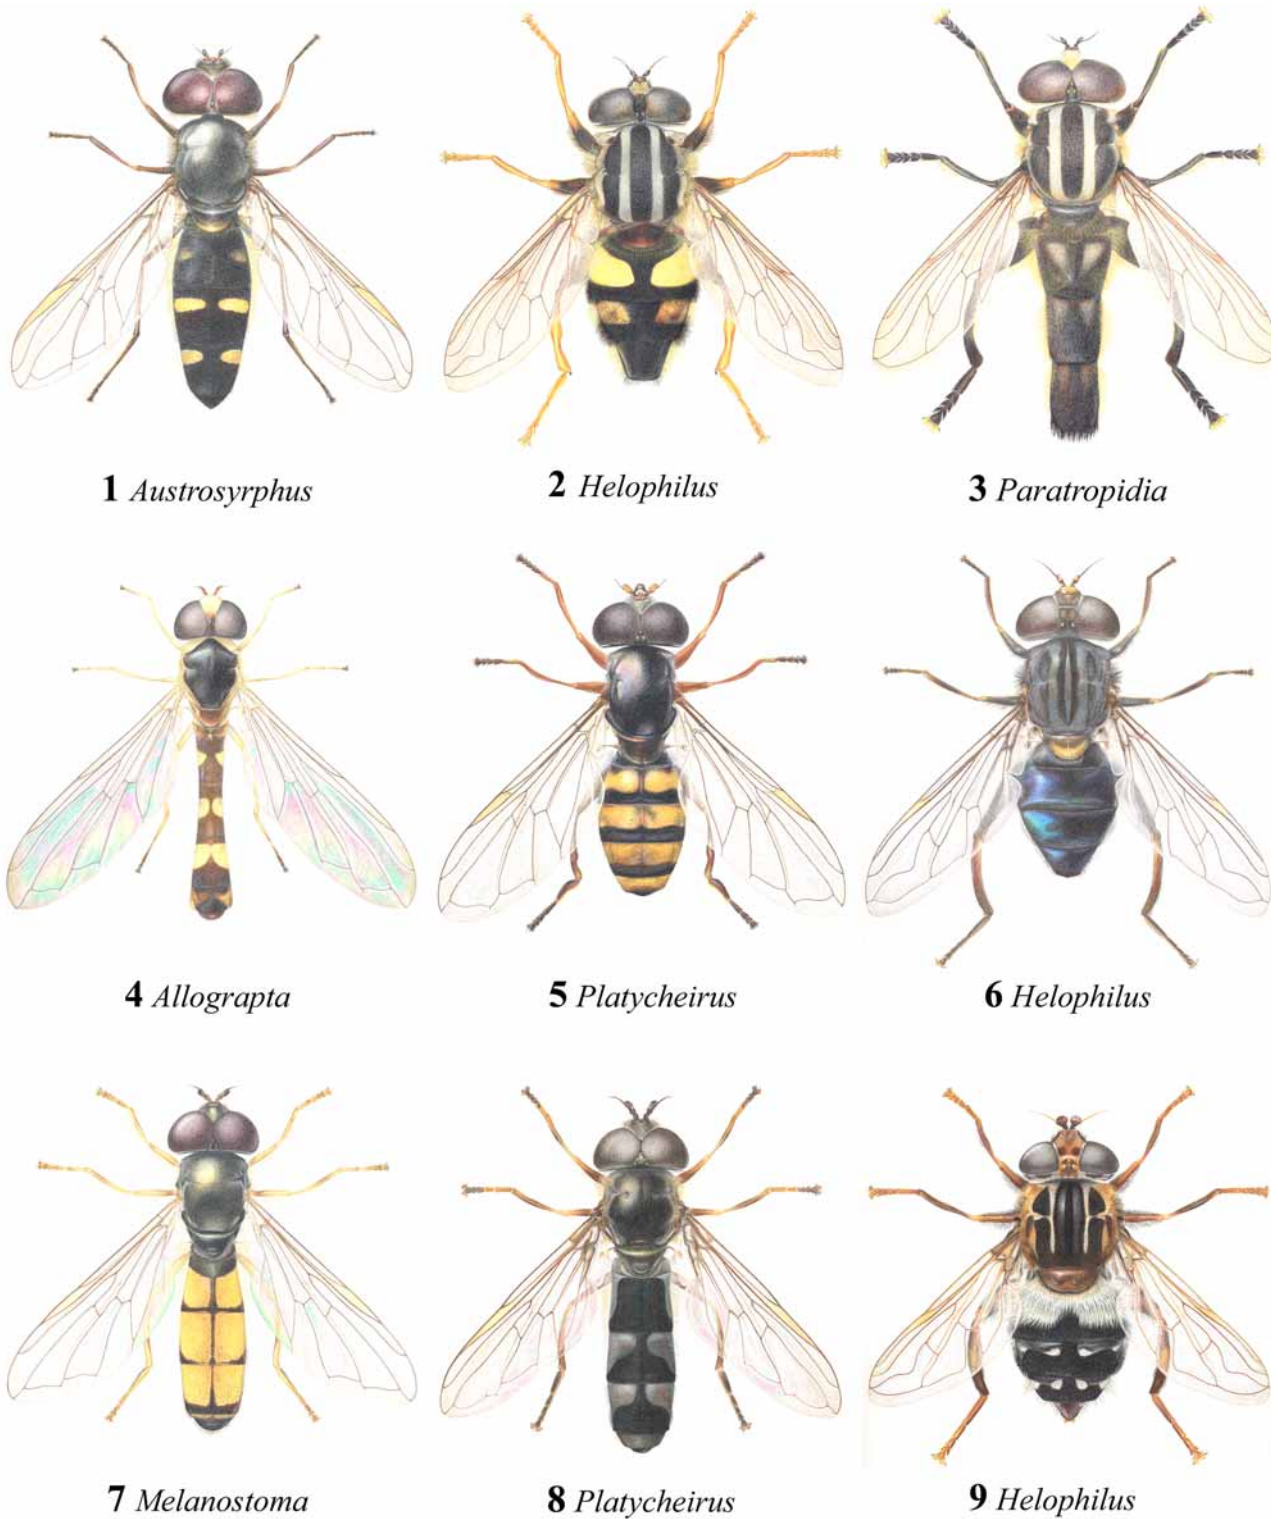 1 Austrosyrphus
2 Helophilus
3 Paratropidia
4 Allograpta
5 Platycheirus
6 Helophilus
7 Melanostoma
8 Platycheirus
9 Helophilus